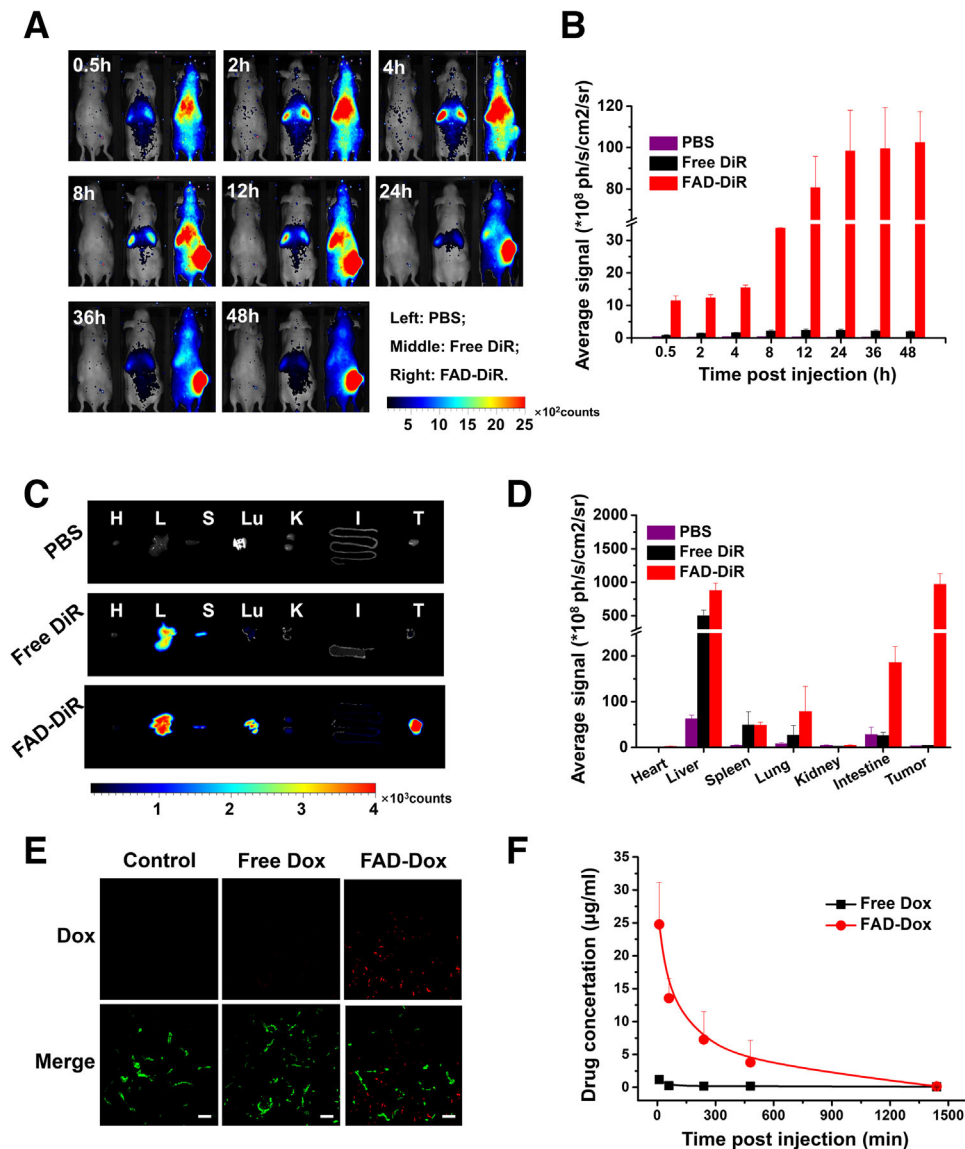 A
0.5h
2h
4h
8h
12h
24h
36h
48h
Left: PBS;
Middle: Free DiR;
Right: FAD-DiR.
5 10 15 20 25 ×10²counts
B
Average signal (*10⁸ ph/s/cm2/sr)
120
100
80
60
30
20
10
0
PBS
Free DiR
FAD-DiR
0.5 2 4 8 12 24 36 48
Time post injection (h)
C
H L S Lu K I T
PBS
H L S Lu K I T
Free DiR
FAD-DiR
1 2 3 4 ×10³counts
D
Average signal (*10⁸ ph/s/cm2/sr)
2000
1500
1000
500
200
100
0
PBS
Free DiR
FAD-DiR
Heart Liver Spleen Lung Kidney Intestine Tumor
E
Control Free Dox FAD-Dox
Dox
Merge
F
Drug concertation (μg/ml)
35
30
25
20
15
10
5
0
Free Dox
FAD-Dox
0 300 600 900 1200 1500
Time post injection (min)